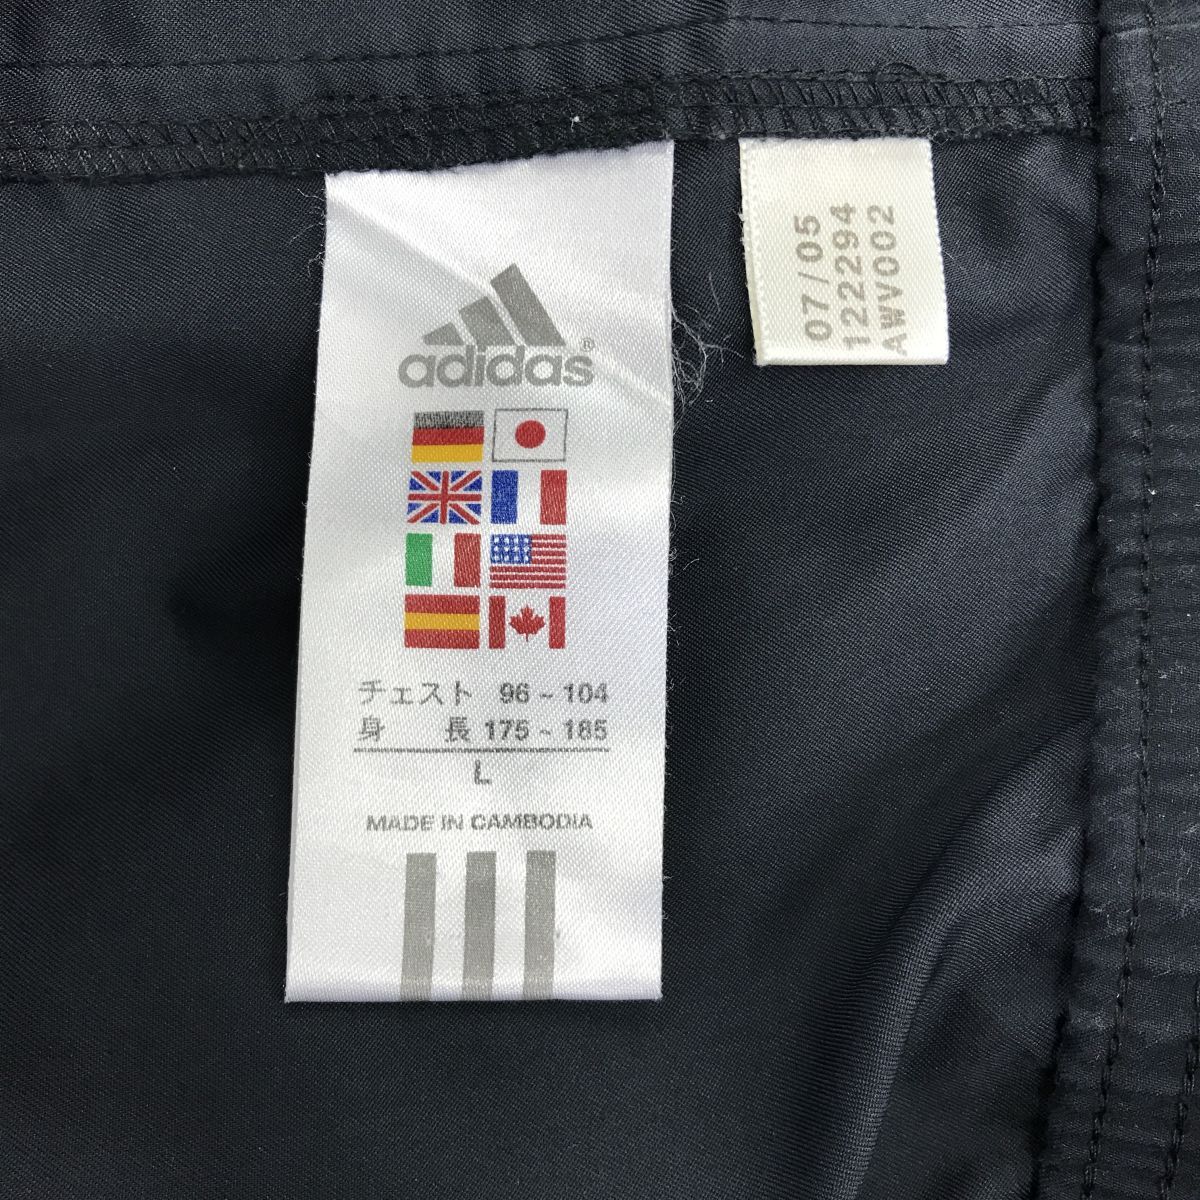 adidas®
チェスト 96 ~ 104
身 長 175 ~ 185
L
MADE IN CAMBODIA
07/05
122294
AWV002